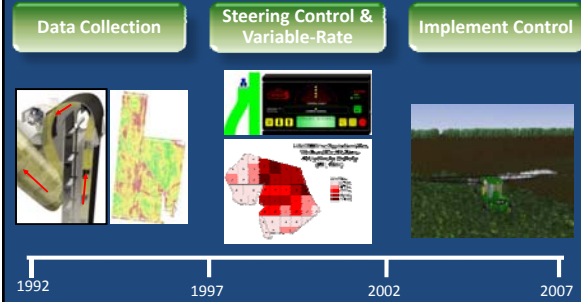 Data Collection
Steering Control &
Variable-Rate
Implement Control
1992
1997
2002
2007